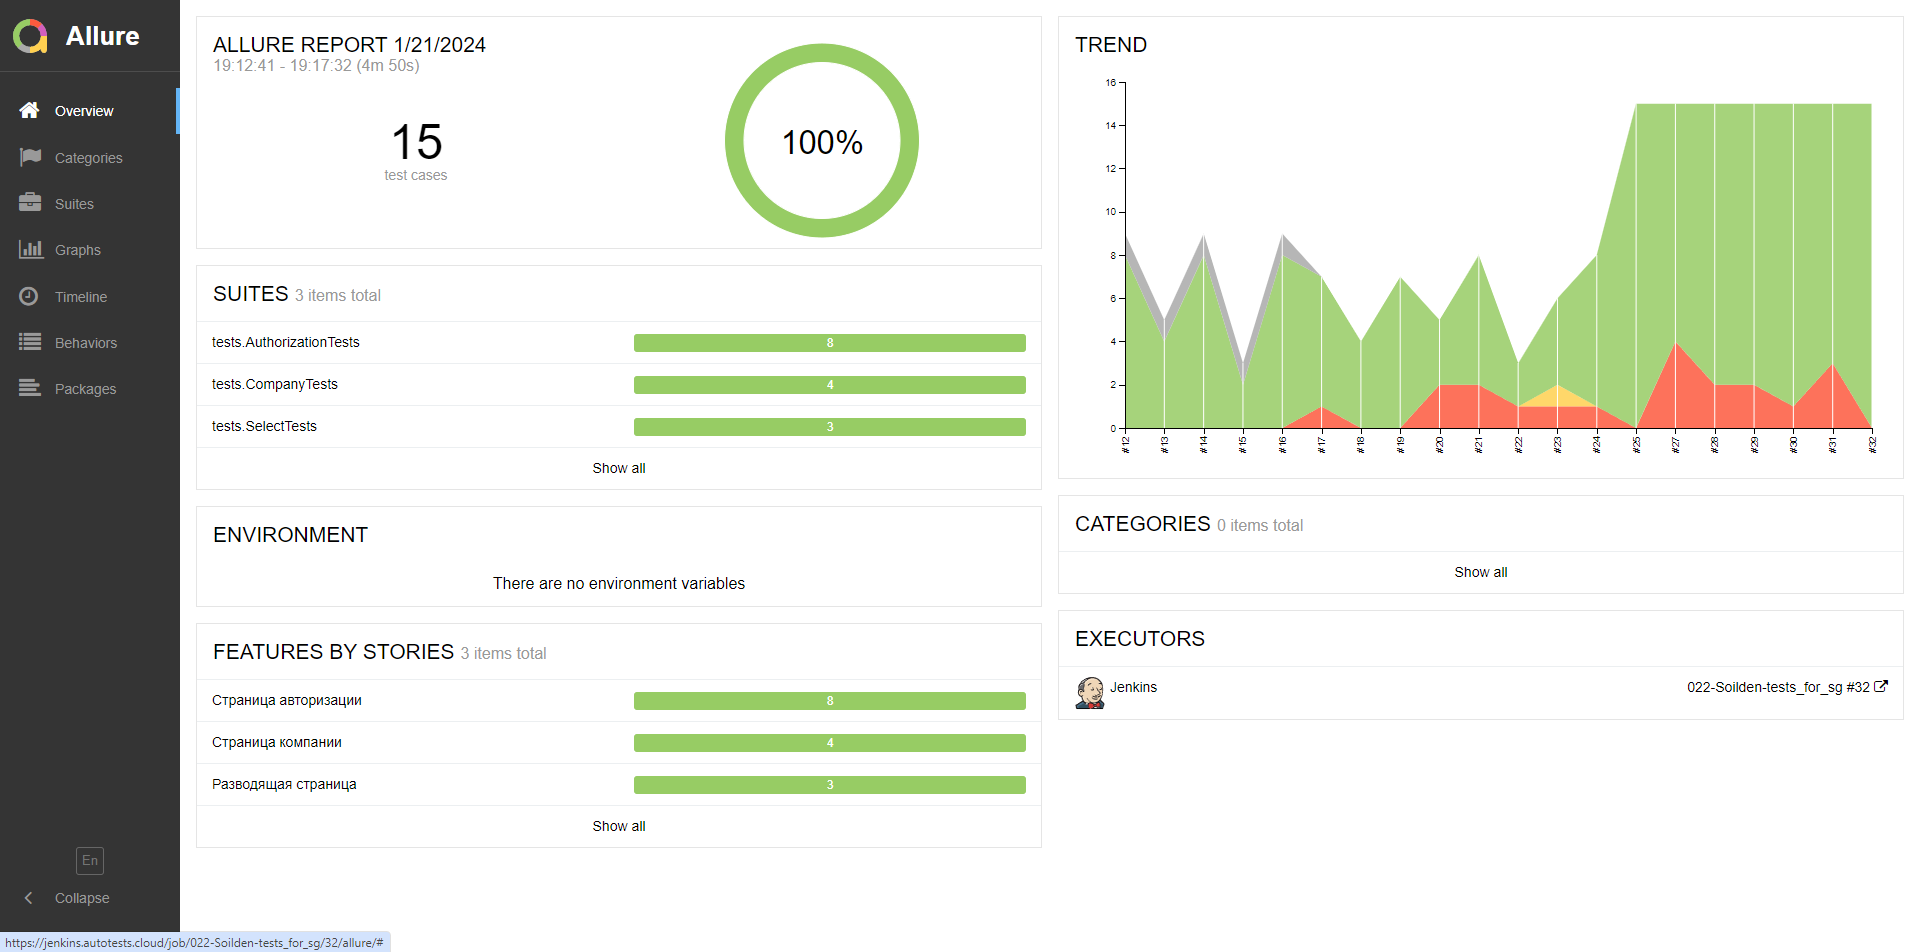 Allure
Overview
Categories
Suites
Graphs
Timeline
Behaviors
Packages
En
Collapse
ALLURE REPORT 1/21/2024
19:12:41 - 19:17:32 (4m 50s)
15
test cases
100%
SUITES 3 items total
tests.AuthorizationTests 8
tests.CompanyTests 4
tests.SelectTests 3
Show all
ENVIRONMENT
There are no environment variables
FEATURES BY STORIES 3 items total
Страница авторизации 8
Страница компании 4
Разводящая страница 3
Show all
TREND
16
14
12
10
8
6
4
2
0
#12 #13 #14 #15 #16 #17 #18 #19 #20 #21 #22 #23 #24 #25 #27 #28 #29 #30 #31 #32
CATEGORIES 0 items total
Show all
EXECUTORS
Jenkins 022-Soilden-tests_for_sg #32
https://jenkins.autotests.cloud/job/022-Soilden-tests_for_sg/32/allure/#